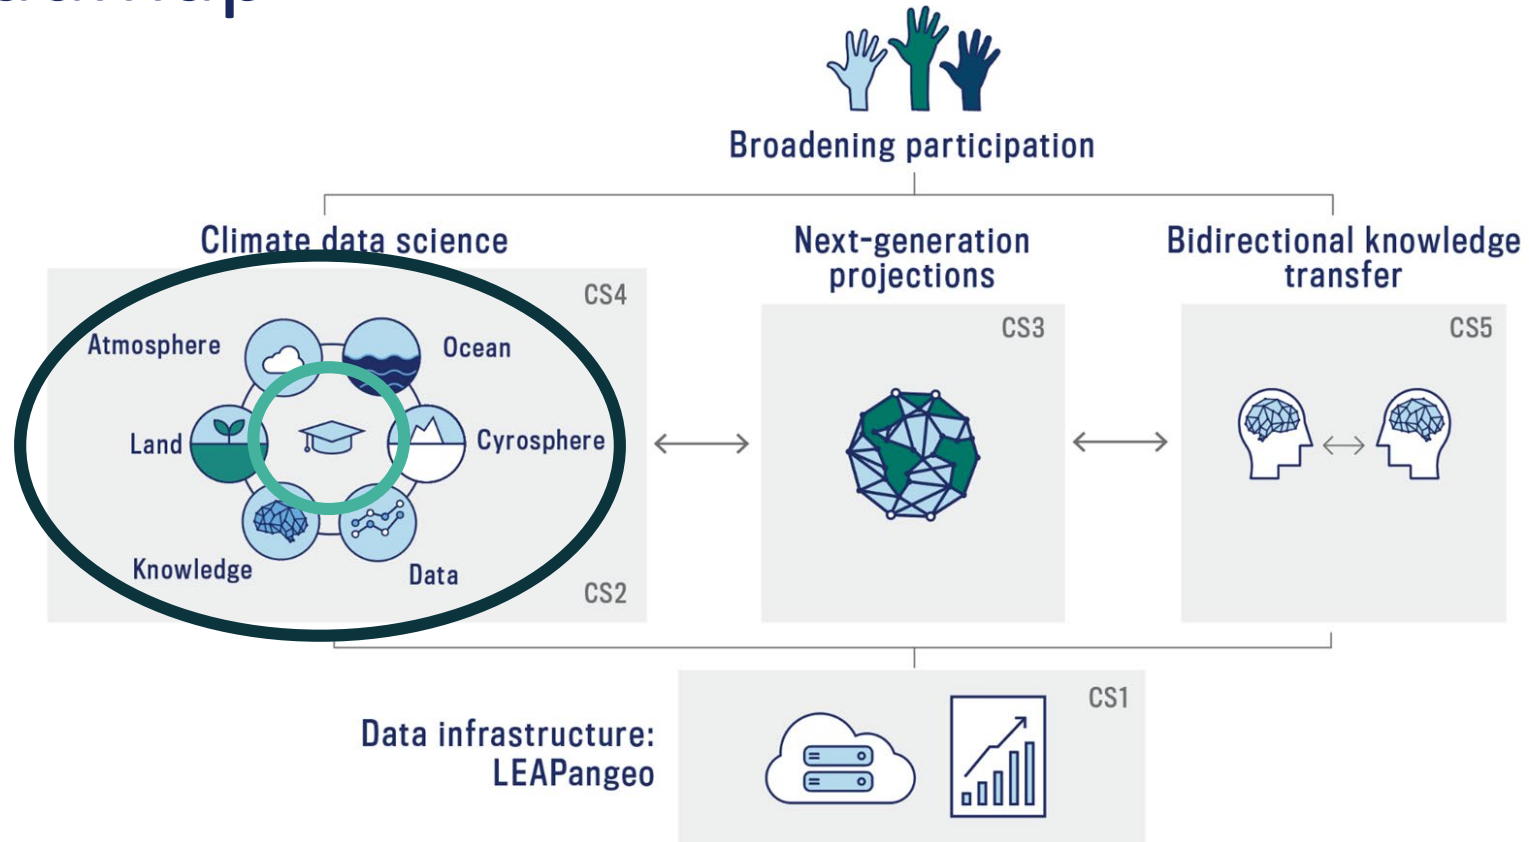 Broadening participation
Climate data science
Next-generation
projections
Bidirectional knowledge
transfer
CS4
CS3
CS5
Atmosphere
Ocean
Land
Cyrosphere
Knowledge
Data
CS2
CS1
Data infrastructure:
LEAPangeo